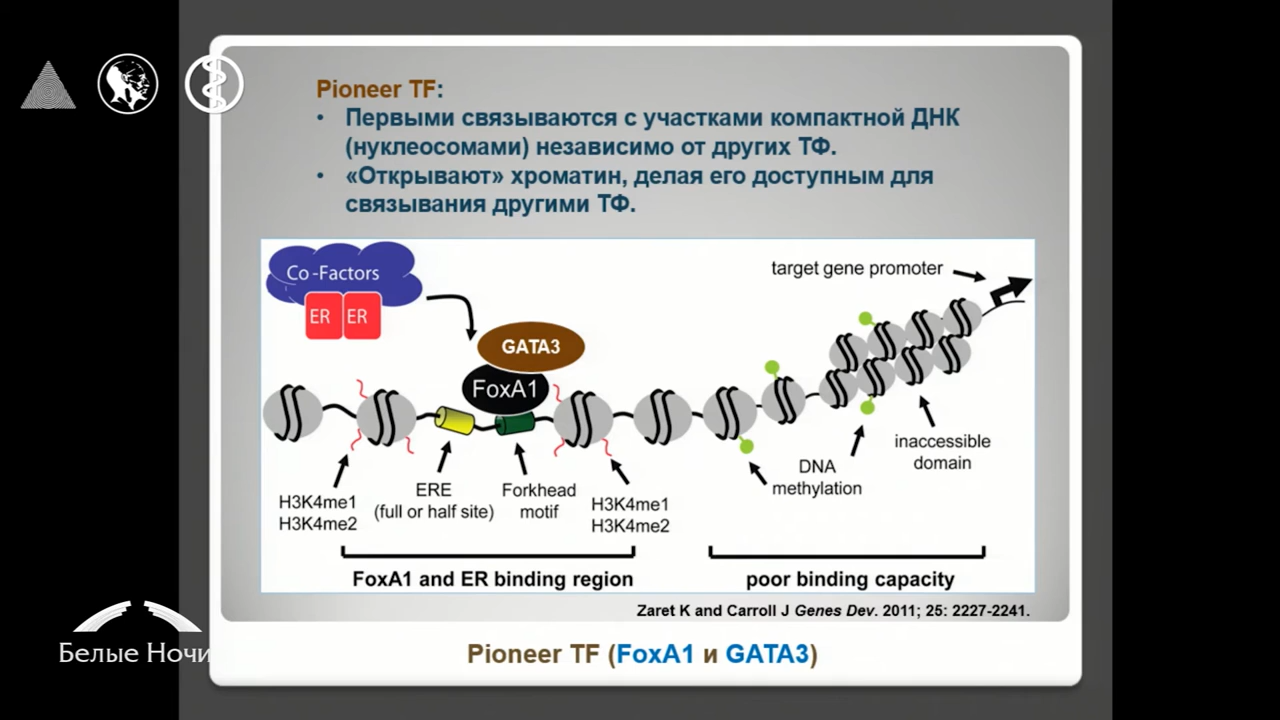 Pioneer TF:
• Первыми связываются с участками компактной ДНК
(нуклеосомами) независимо от других ТФ.
• «Открывают» хроматин, делая его доступным для
связывания другими ТФ.
Co-Factors
ER ER
target gene promoter
GATA3
FoxA1
inaccessible
domain
DNA
methylation
ERE
(full or half site)
Forkhead
motif
H3K4me1
H3K4me2
H3K4me1
H3K4me2
FoxA1 and ER binding region
poor binding capacity
Zaret K and Carroll J Genes Dev. 2011; 25: 2227-2241.
Pioneer TF (FoxA1 и GATA3)
Белые Ночи